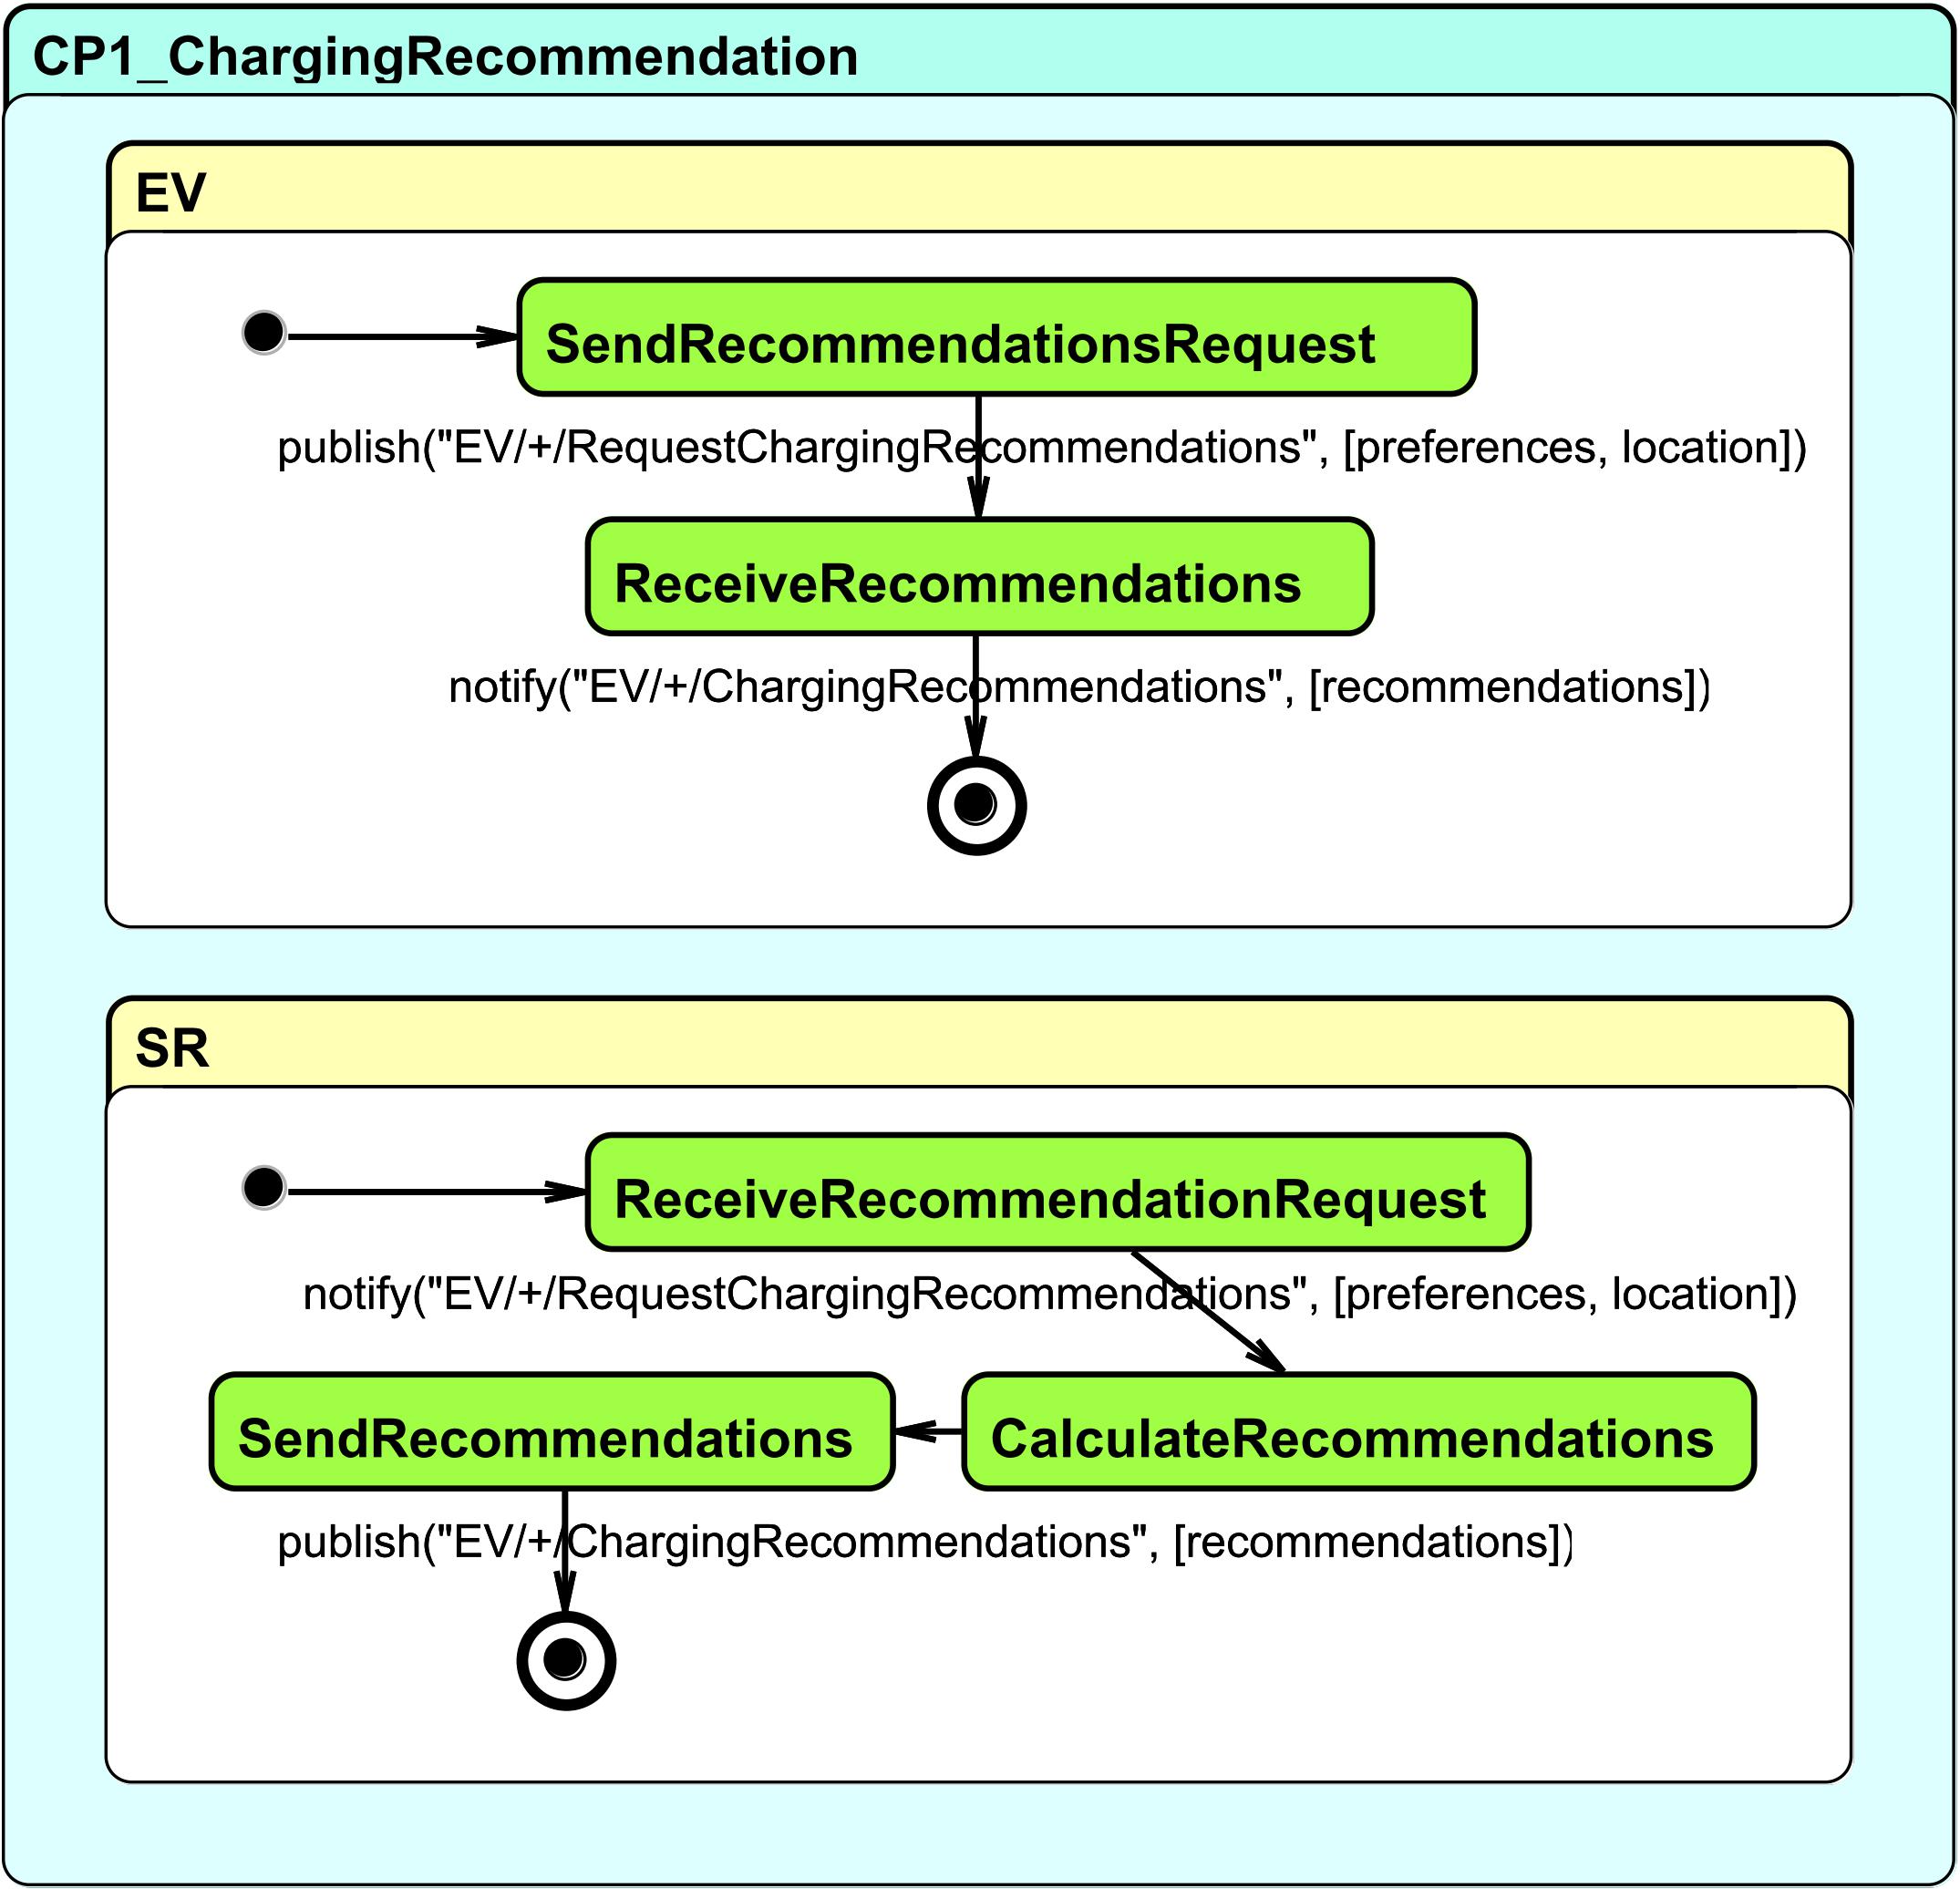 CP1_ChargingRecommendation
EV
SendRecommendationsRequest
publish("EV/+/RequestChargingRecommendations", [preferences, location])
ReceiveRecommendations
notify("EV/+/ChargingRecommendations", [recommendations])
SR
ReceiveRecommendationRequest
notify("EV/+/RequestChargingRecommendations", [preferences, location])
SendRecommendations CalculateRecommendations
publish("EV/+/ChargingRecommendations", [recommendations])